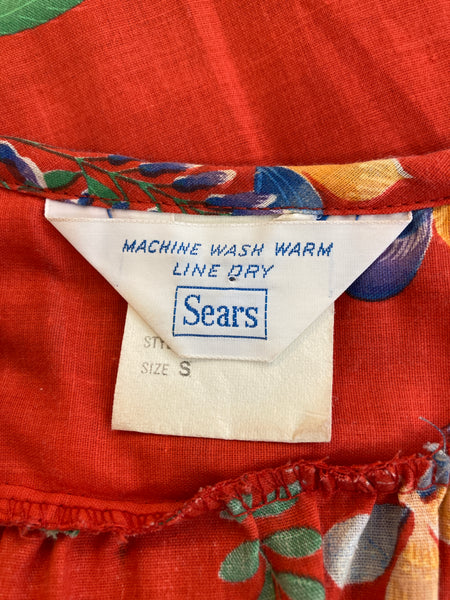 MACHINE WASH WARM
LINE DRY
Sears
SIZE S